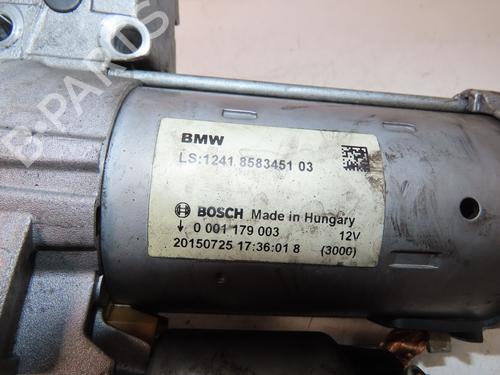 B-PARTS
BMW
LS:1241 8583451 03
BOSCH Made in Hungary
↓ 0 001 179 003 12V
20150725 17:36:01 8 (3000)